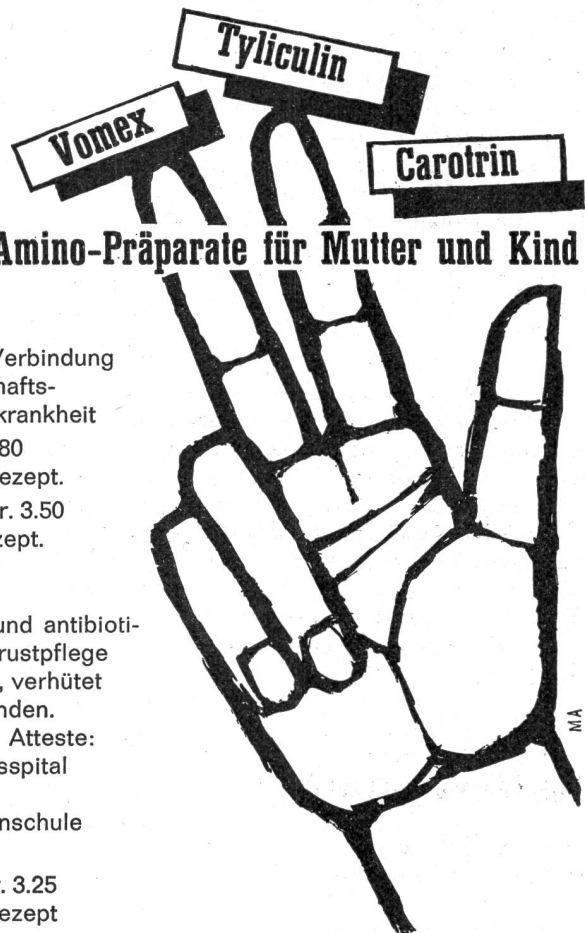 Tyliculin
Vomex
Carotrin
Amino-Präparate für Mutter und Kind
Verbindung
hafts-
krankheit
80
ezept.
r. 3.50
zept.
und antibioti-
rustpflege
, verhütet
nden.
Atteste:
sspital
nschule
. 3.25
ezept
MA